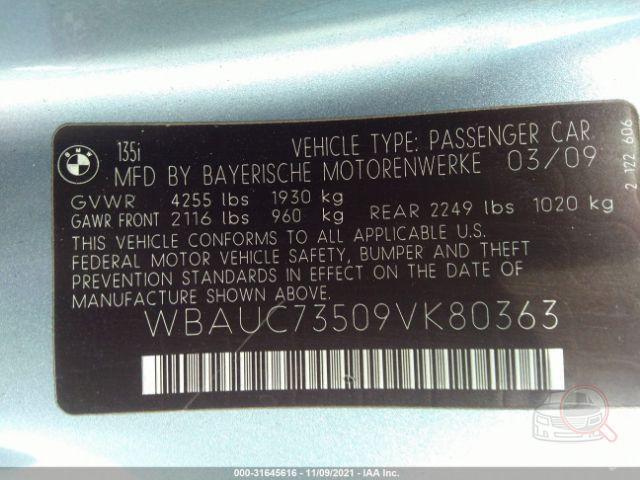 BMW
135i VEHICLE TYPE: PASSENGER CAR
MFD BY BAYERISCHE MOTORENWERKE 03/09
GVWR 4255 lbs 1930 kg
GAWR FRONT 2116 lbs 960 kg REAR 2249 lbs 1020 kg
THIS VEHICLE CONFORMS TO ALL APPLICABLE U.S.
FEDERAL MOTOR VEHICLE SAFETY, BUMPER AND THEFT
PREVENTION STANDARDS IN EFFECT ON THE DATE OF
MANUFACTURE SHOWN ABOVE.
WBAUC73509VK80363
2 122 606
000-31645616 - 11/09/2021 - IAA Inc.